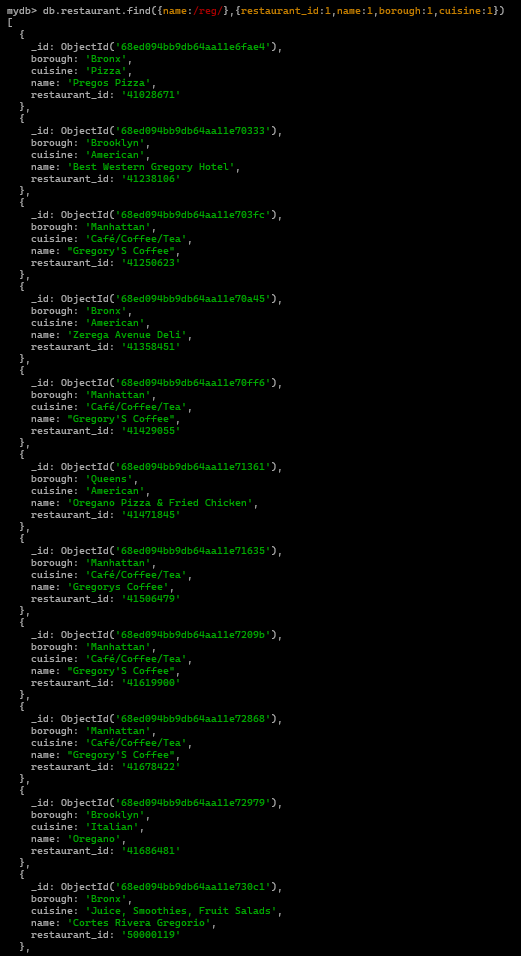 mydb> db.restaurant.find({name:/reg/},{restaurant_id:1,name:1,borough:1,cuisine:1})
[
  {
    _id: ObjectId('68ed094bb9db64aa11e6fae4'),
    borough: 'Bronx',
    cuisine: 'Pizza',
    name: 'Pregos Pizza',
    restaurant_id: '41028671'
  },
  {
    _id: ObjectId('68ed094bb9db64aa11e70333'),
    borough: 'Brooklyn',
    cuisine: 'American',
    name: 'Best Western Gregory Hotel',
    restaurant_id: '41238106'
  },
  {
    _id: ObjectId('68ed094bb9db64aa11e703fc'),
    borough: 'Manhattan',
    cuisine: 'Café/Coffee/Tea',
    name: "Gregory'S Coffee",
    restaurant_id: '41250623'
  },
  {
    _id: ObjectId('68ed094bb9db64aa11e70a45'),
    borough: 'Bronx',
    cuisine: 'American',
    name: 'Zerega Avenue Deli',
    restaurant_id: '41358451'
  },
  {
    _id: ObjectId('68ed094bb9db64aa11e70ff6'),
    borough: 'Manhattan',
    cuisine: 'Café/Coffee/Tea',
    name: "Gregory'S Coffee",
    restaurant_id: '41429055'
  },
  {
    _id: ObjectId('68ed094bb9db64aa11e71361'),
    borough: 'Queens',
    cuisine: 'American',
    name: 'Oregano Pizza & Fried Chicken',
    restaurant_id: '41471845'
  },
  {
    _id: ObjectId('68ed094bb9db64aa11e71635'),
    borough: 'Manhattan',
    cuisine: 'Café/Coffee/Tea',
    name: 'Gregorys Coffee',
    restaurant_id: '41506479'
  },
  {
    _id: ObjectId('68ed094bb9db64aa11e7209b'),
    borough: 'Manhattan',
    cuisine: 'Café/Coffee/Tea',
    name: "Gregory'S Coffee",
    restaurant_id: '41619900'
  },
  {
    _id: ObjectId('68ed094bb9db64aa11e72868'),
    borough: 'Manhattan',
    cuisine: 'Café/Coffee/Tea',
    name: "Gregory'S Coffee",
    restaurant_id: '41678422'
  },
  {
    _id: ObjectId('68ed094bb9db64aa11e72979'),
    borough: 'Brooklyn',
    cuisine: 'Italian',
    name: 'Oregano',
    restaurant_id: '41686481'
  },
  {
    _id: ObjectId('68ed094bb9db64aa11e730c1'),
    borough: 'Bronx',
    cuisine: 'Juice, Smoothies, Fruit Salads',
    name: 'Cortes Rivera Gregorio',
    restaurant_id: '50000119'
  },